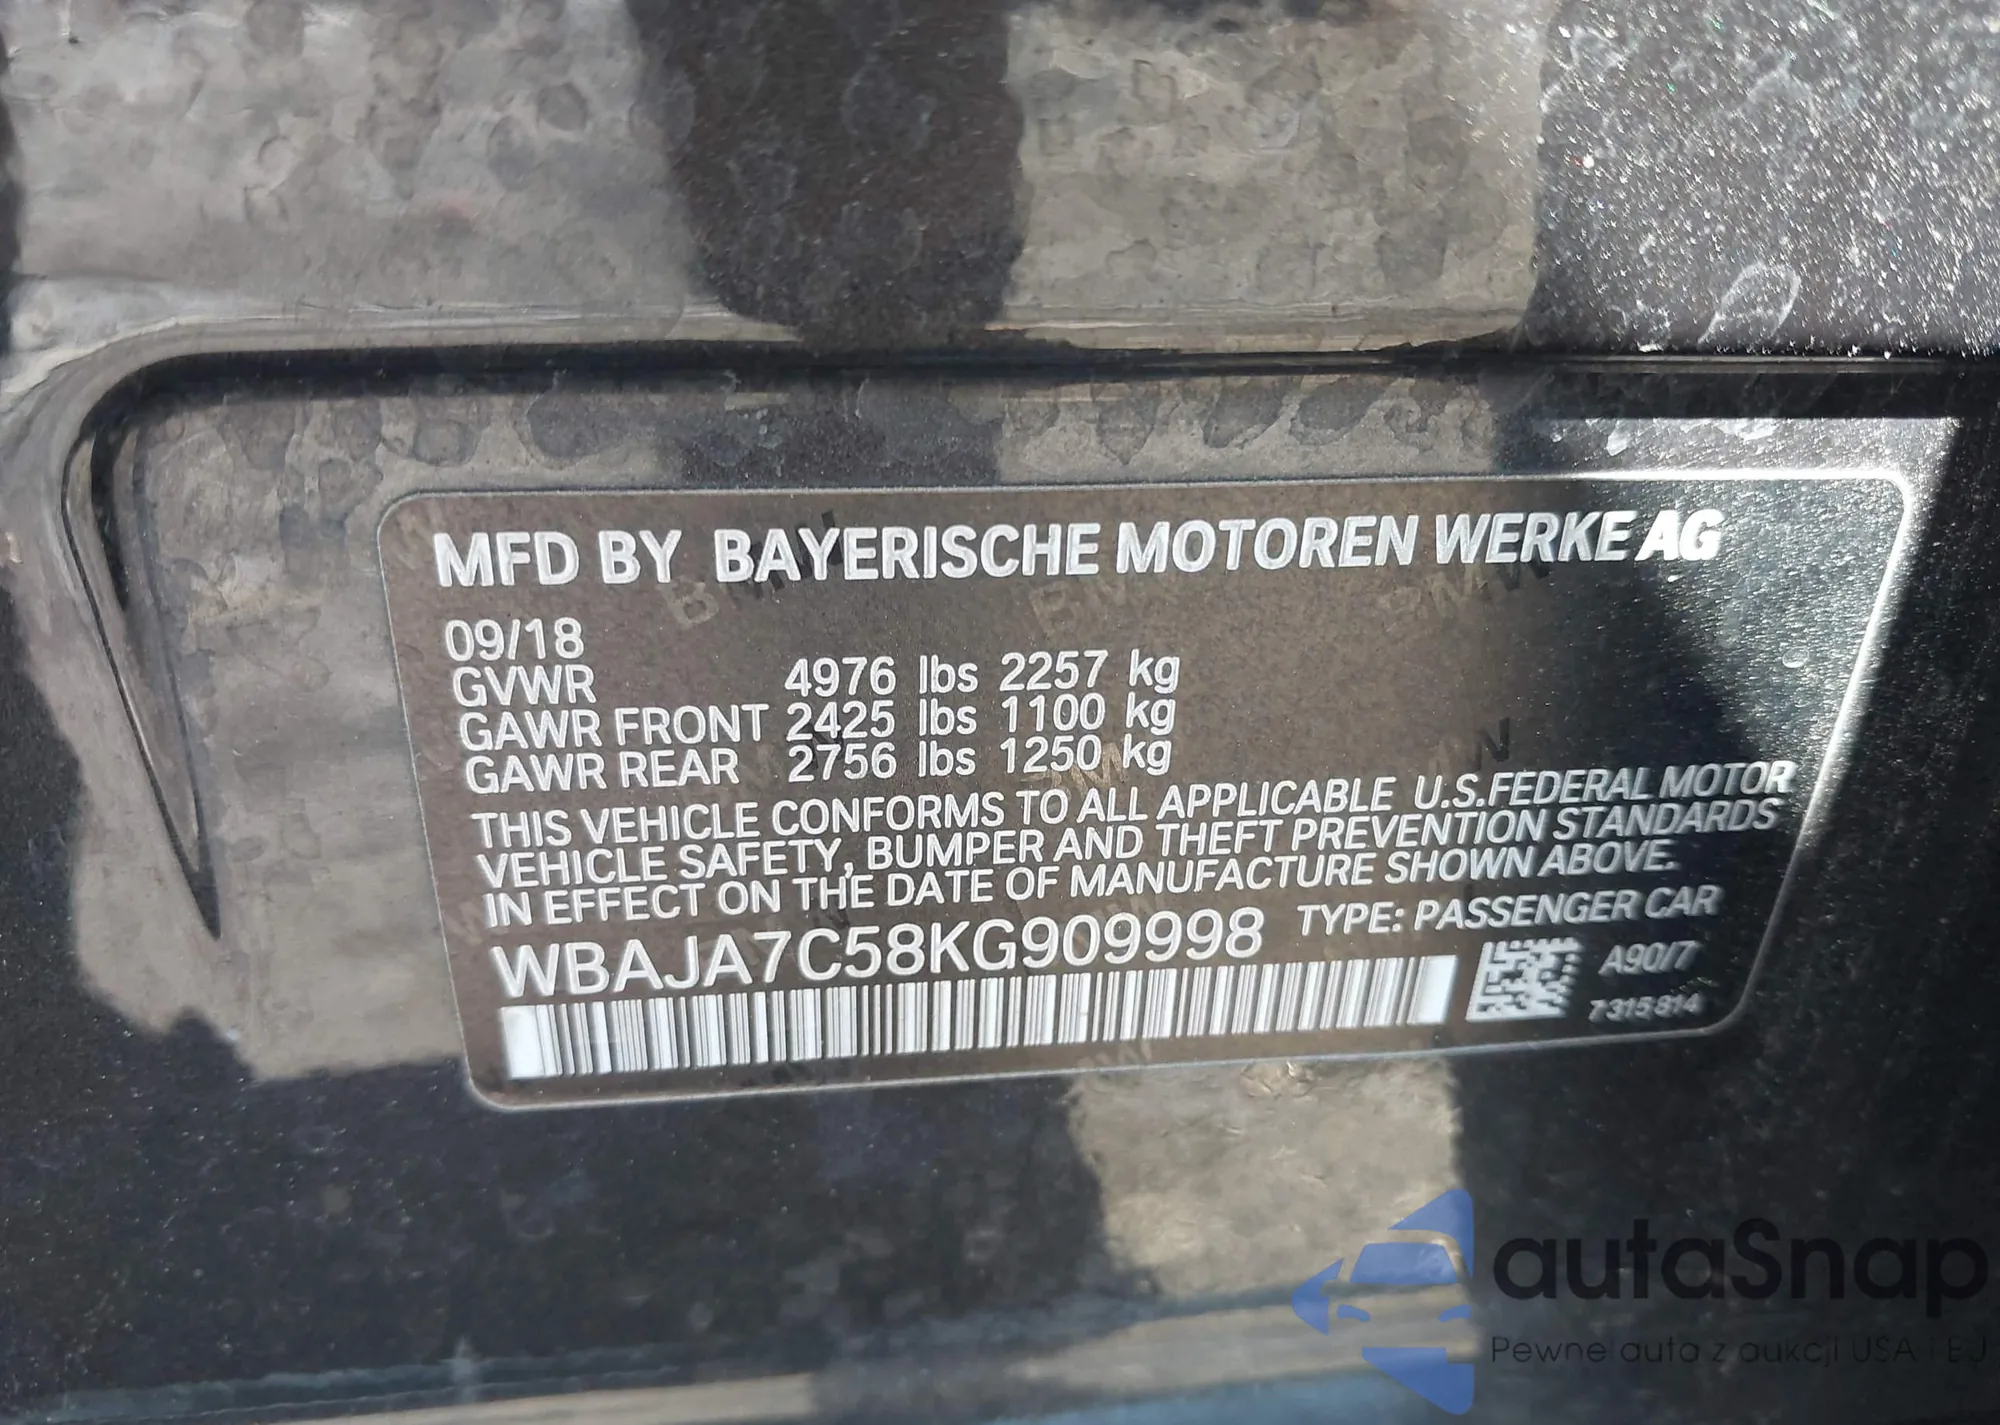 MFD BY BAYERISCHE MOTOREN WERKE AG
09/18
GVWR 4976 lbs 2257 kg
GAWR FRONT 2425 lbs 1100 kg
GAWR REAR 2756 lbs 1250 kg
THIS VEHICLE CONFORMS TO ALL APPLICABLE U.S.FEDERAL MOTOR
VEHICLE SAFETY, BUMPER AND THEFT PREVENTION STANDARDS
IN EFFECT ON THE DATE OF MANUFACTURE SHOWN ABOVE.
WBAJA7C58KG909998 TYPE: PASSENGER CAR
A90/7
7 315 814
autaSnap
Pewne auta z aukcji USA i EU